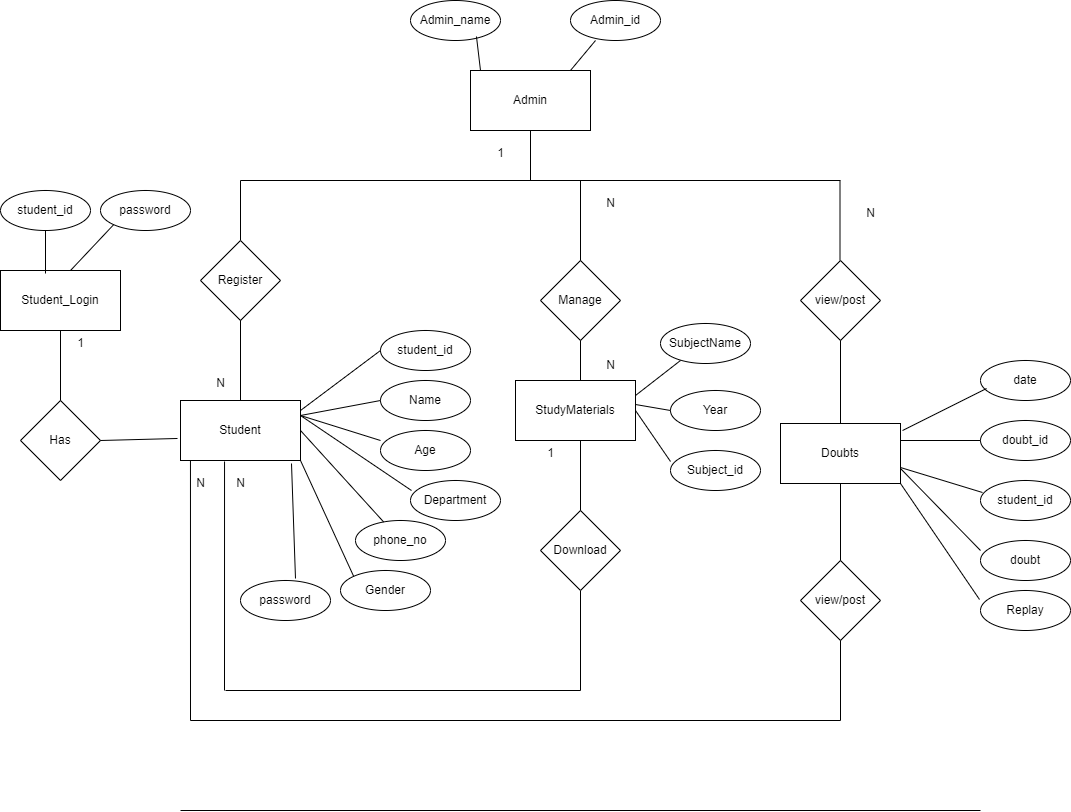 Admin_name
Admin_id
Admin
1
student_id
password
N
N
Register
Manage
view/post
Student_Login
1
SubjectName
student_id
N
N
date
Name
StudyMaterials
Year
Student
Has
doubt_id
Age
1
Doubts
Subject_id
N
N
Department
student_id
phone_no
Download
doubt
Gender
password
view/post
Replay